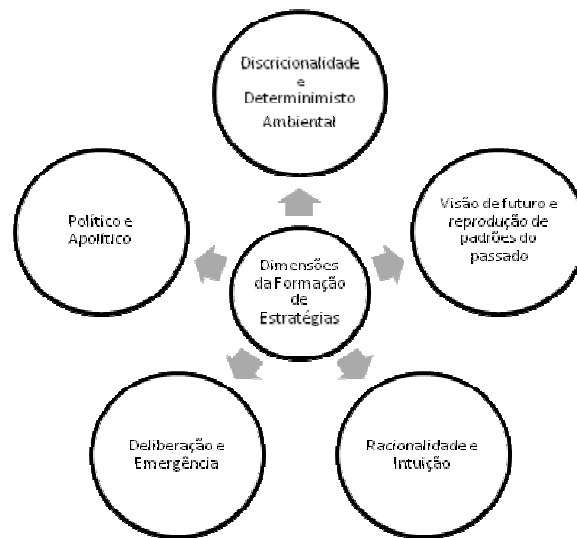 Discricionalidade
e
Determinimisto
Ambiental
Político e
Apolítico
Visão de futuro e
reprodução de
padrões do
passado
Dimensões
da Formação
de
Estratégias
Deliberação e
Emergência
Racionalidade e
Intuição